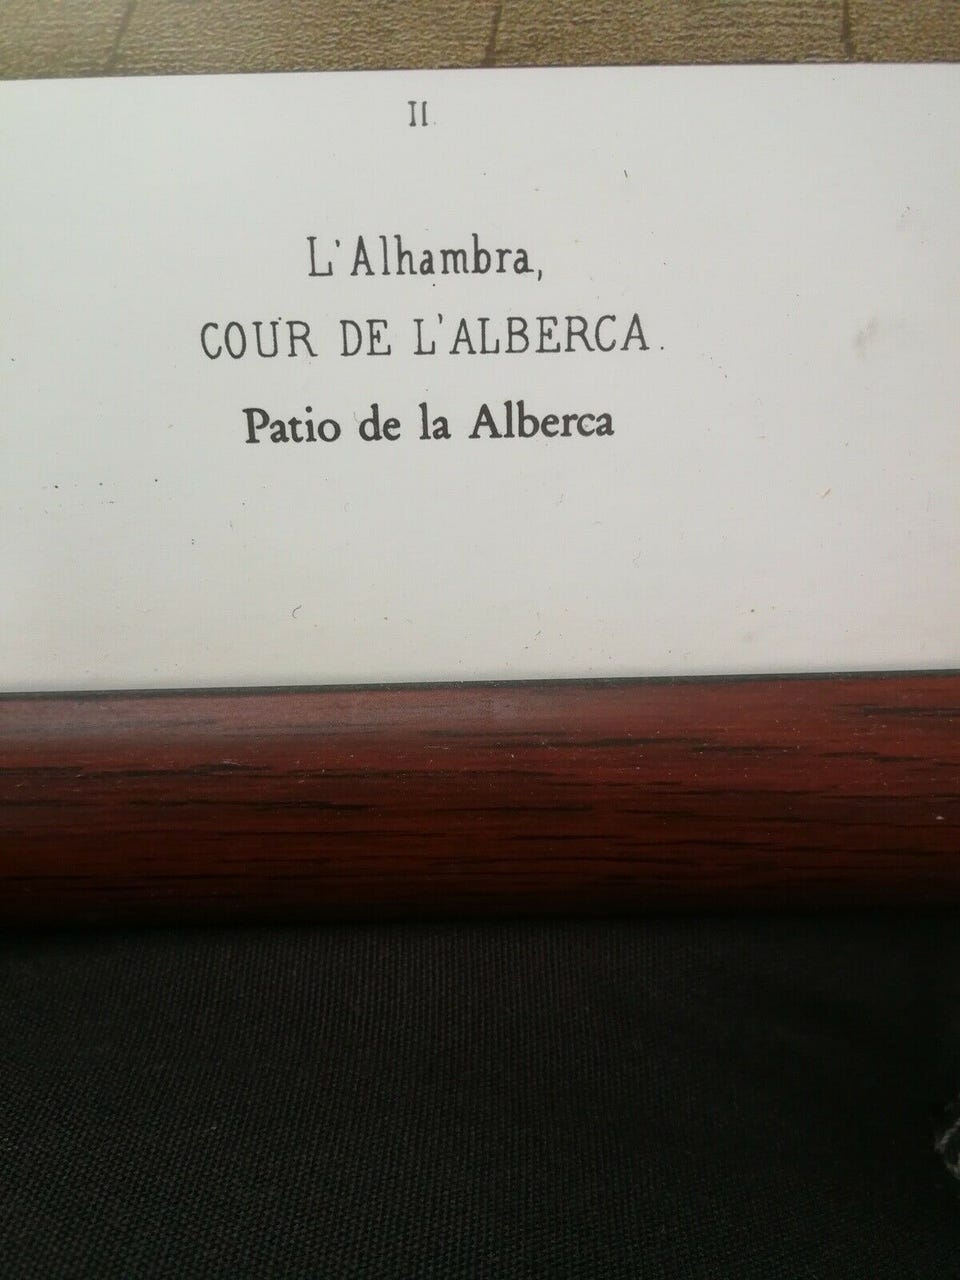 II.
L'Alhambra,
COUR DE L'ALBERCA.
Patio de la Alberca